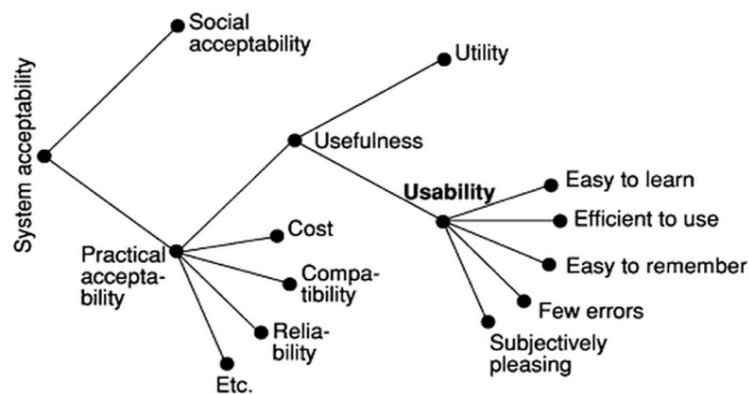 Social
acceptability
System acceptability
Utility
Usefulness
Usability
Easy to learn
Efficient to use
Easy to remember
Few errors
Subjectively
pleasing
Practical
accepta-
bility
Cost
Compa-
tibility
Relia-
bility
Etc.